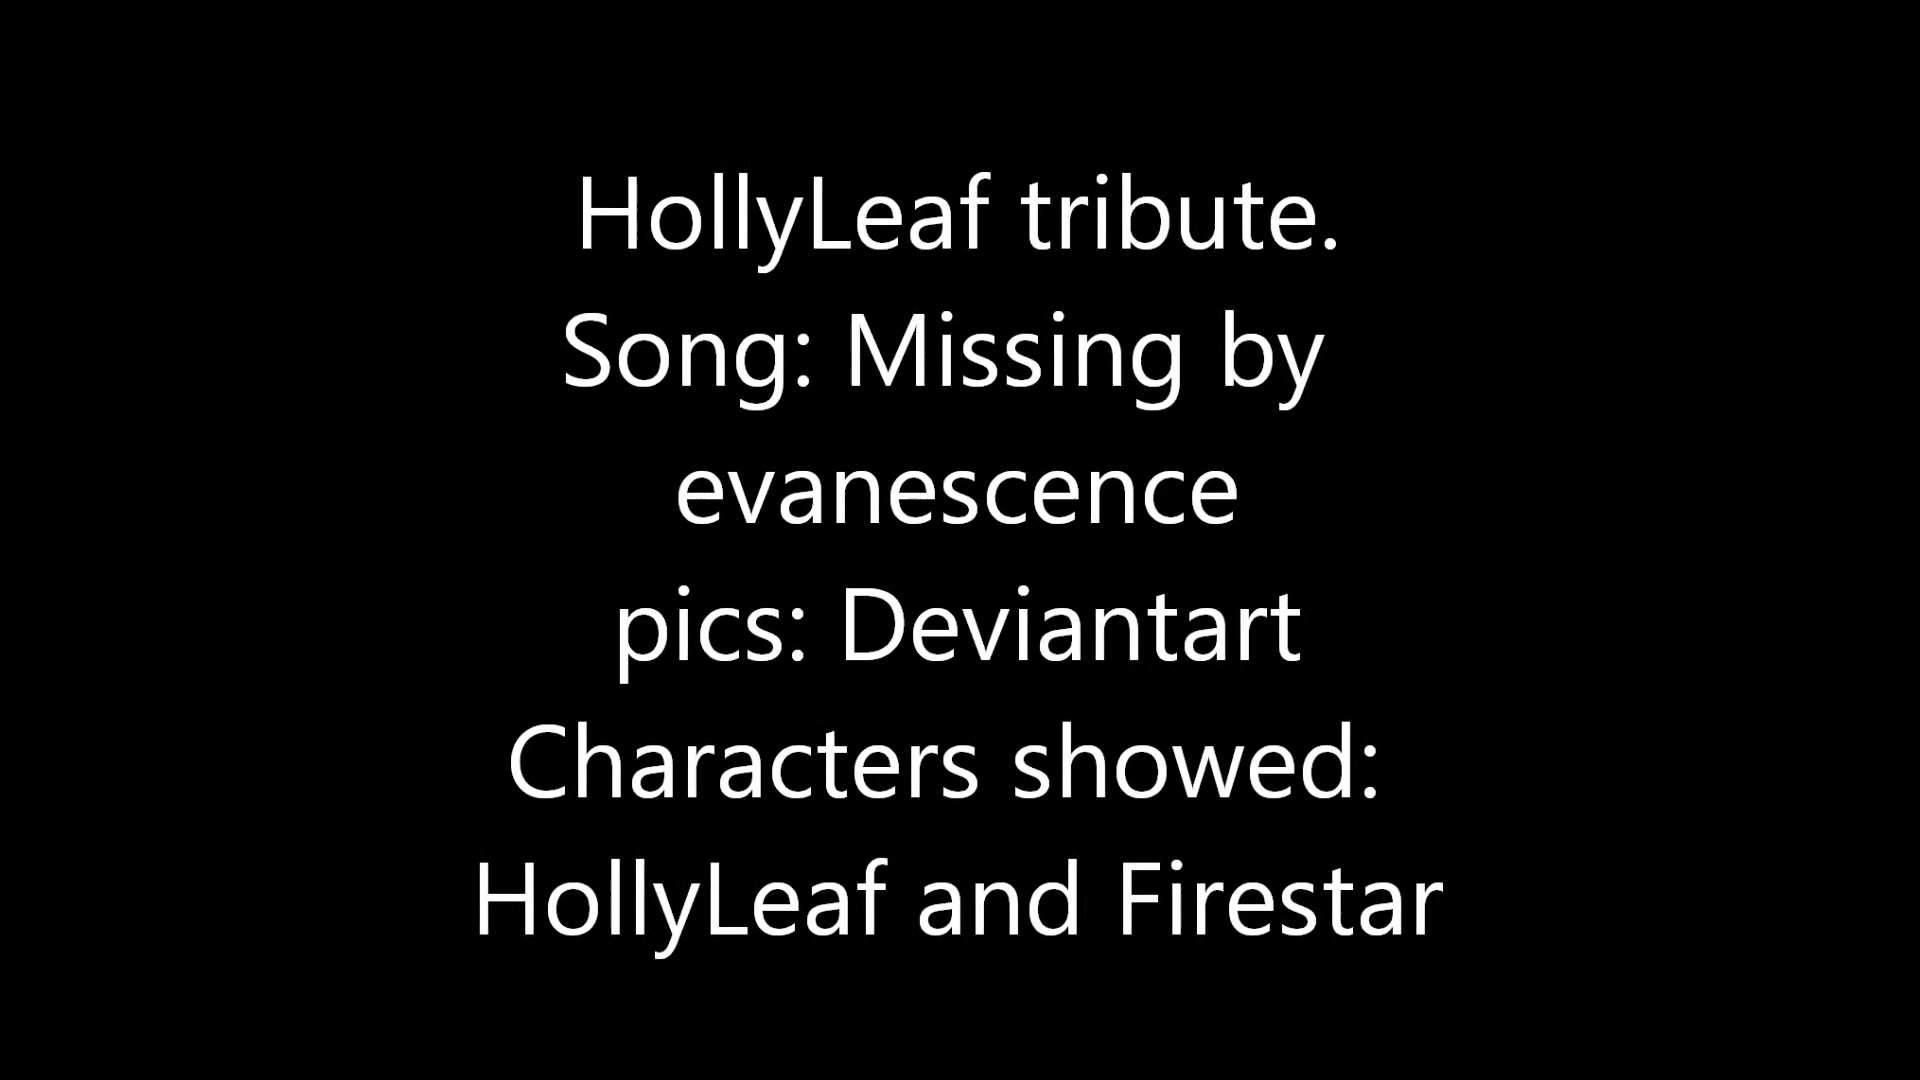 HollyLeaf tribute.
Song: Missing by
evanescence
pics: Deviantart
Characters showed:
HollyLeaf and Firestar